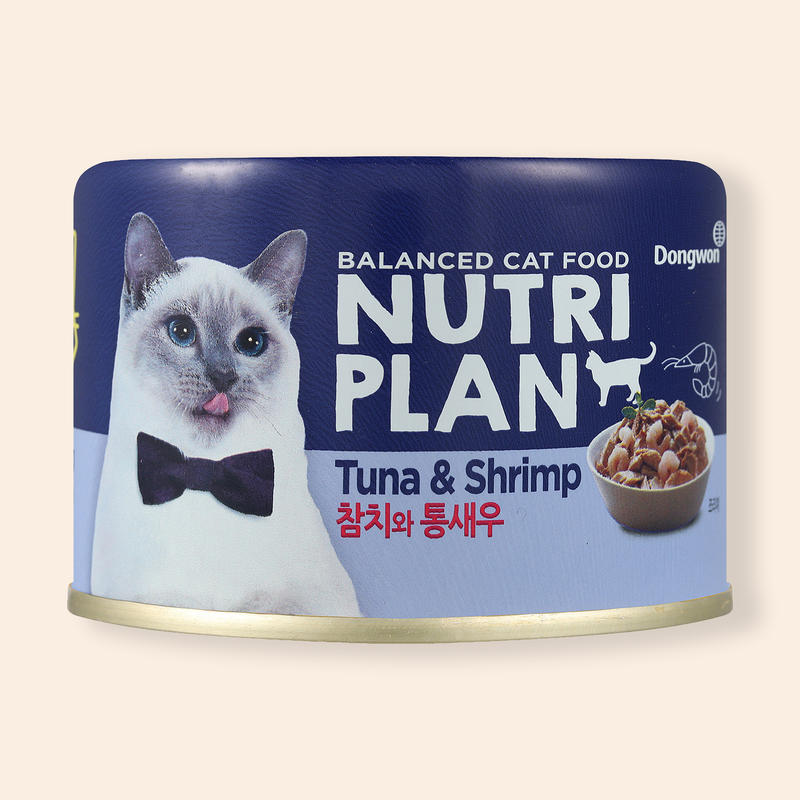 BALANCED CAT FOOD
Dongwon
NUTRI
PLAN
Tuna & Shrimp
참치와 통새우